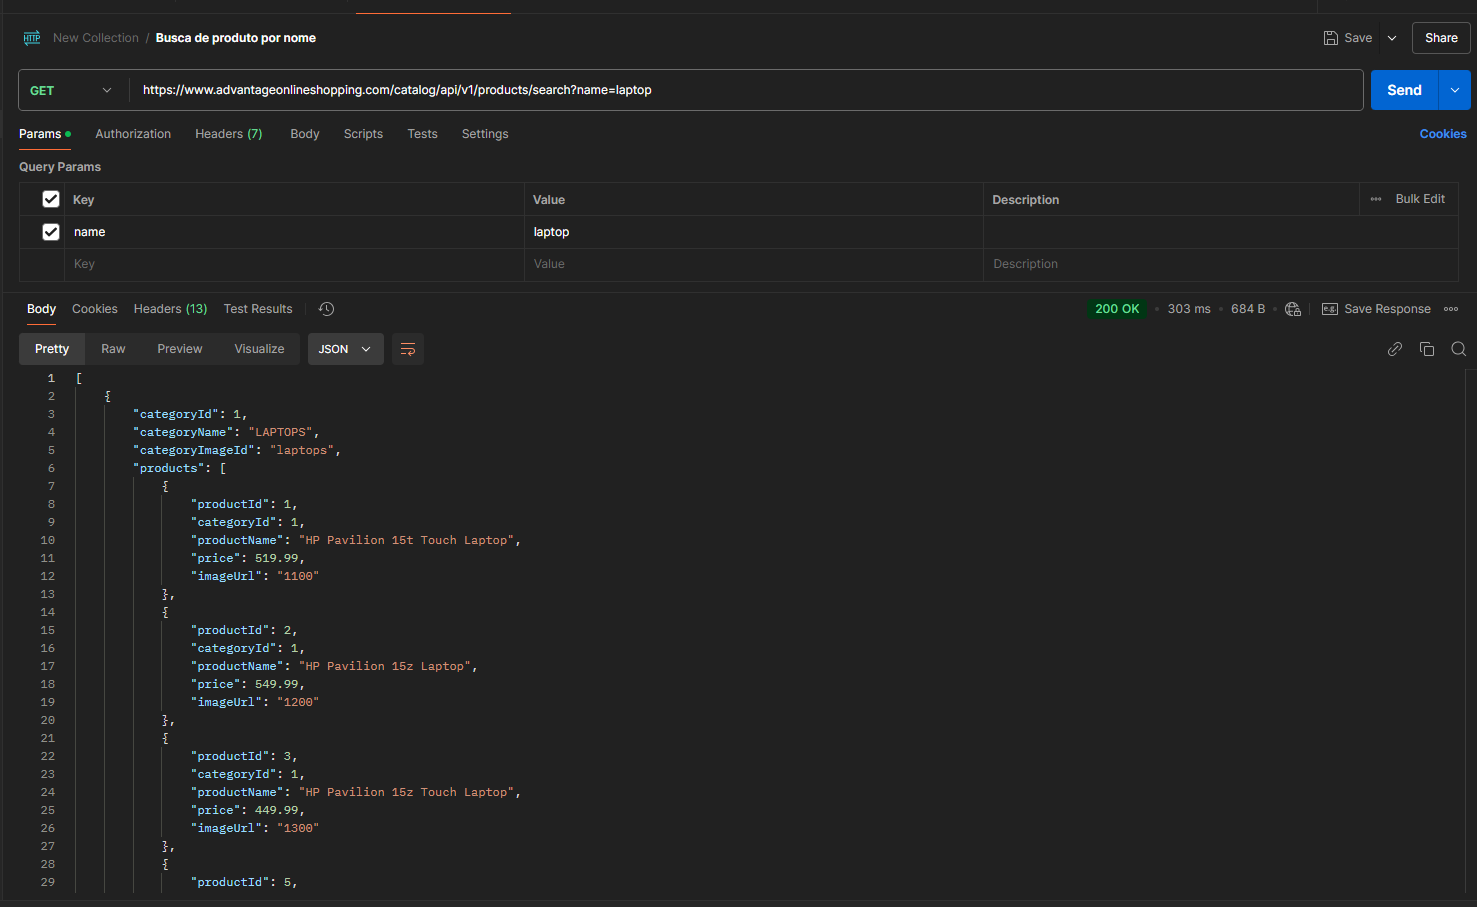 HTTP New Collection / Busca de produto por nome Save Share
GET https://www.advantageonlineshopping.com/catalog/api/v1/products/search?name=laptop Send
Params Authorization Headers (7) Body Scripts Tests Settings Cookies
Query Params
Key Value Description ••• Bulk Edit
name laptop
Key Value Description
Body Cookies Headers (13) Test Results 200 OK • 303 ms • 684 B • e.g. Save Response •••
Pretty Raw Preview Visualize JSON
1 [
2 {
3 "categoryId": 1,
4 "categoryName": "LAPTOPS",
5 "categoryImageId": "laptops",
6 "products": [
7 {
8 "productId": 1,
9 "categoryId": 1,
10 "productName": "HP Pavilion 15t Touch Laptop",
11 "price": 519.99,
12 "imageUrl": "1100"
13 },
14 {
15 "productId": 2,
16 "categoryId": 1,
17 "productName": "HP Pavilion 15z Laptop",
18 "price": 549.99,
19 "imageUrl": "1200"
20 },
21 {
22 "productId": 3,
23 "categoryId": 1,
24 "productName": "HP Pavilion 15z Touch Laptop",
25 "price": 449.99,
26 "imageUrl": "1300"
27 },
28 {
29 "productId": 5,